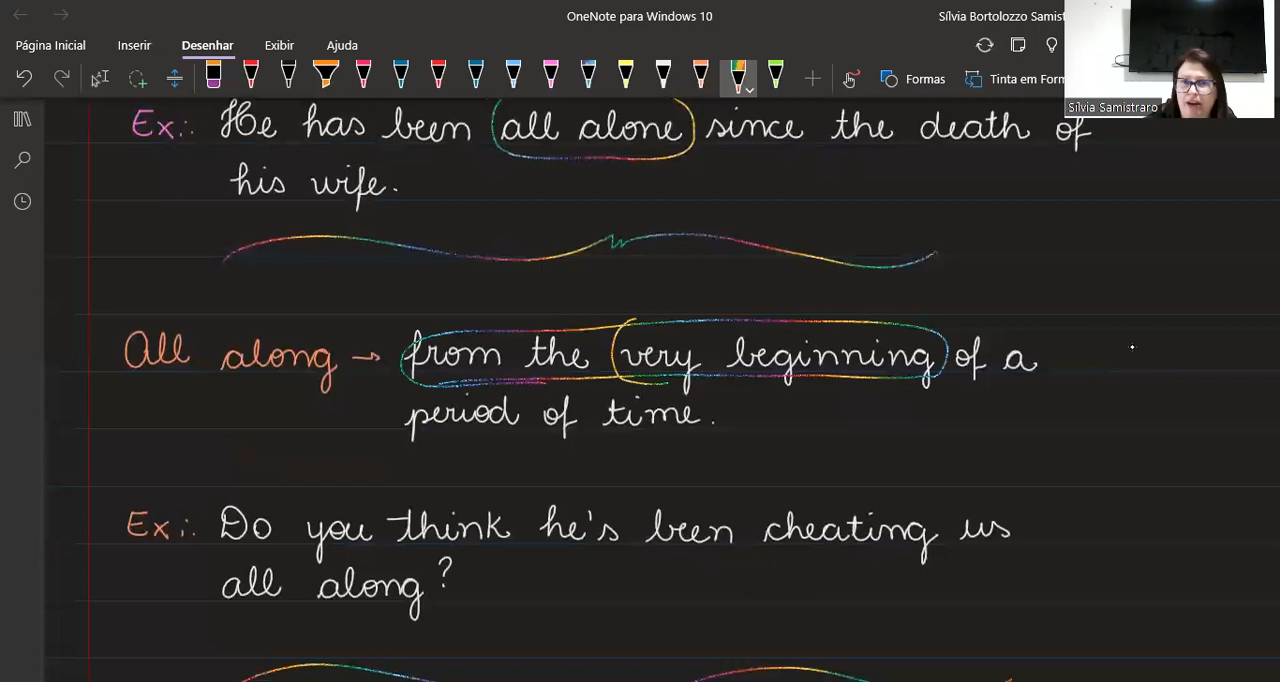 OneNote para Windows 10
Sílvia Bortolozzo Samist
Página Inicial Inserir Desenhar Exibir Ajuda
Formas Tinta em Form
Sílvia Samistraro
Ex: He has been all alone since the death of
his wife.
All along → from the very beginning of a
period of time.
Ex: Do you think he's been cheating us
all along?